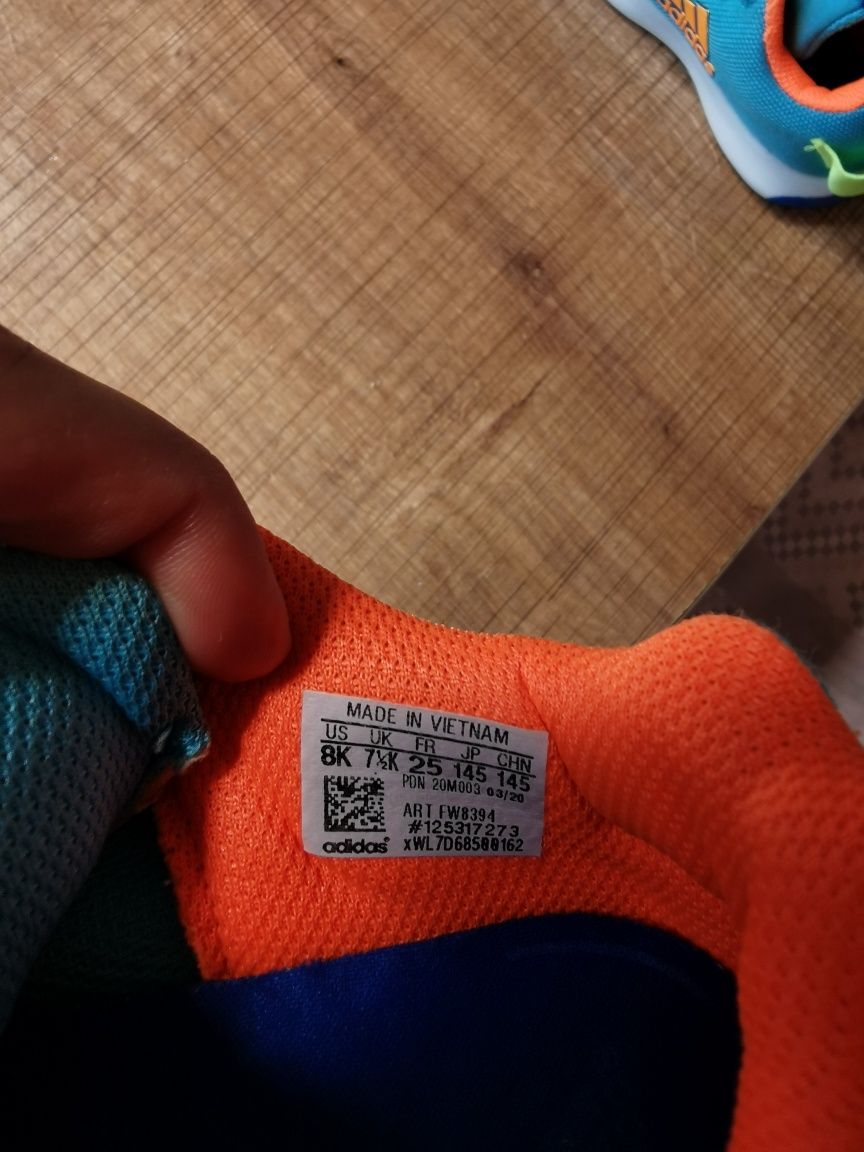 adidas
MADE IN VIETNAM
US UK FR JP CHN
8K 7½K 25 145 145
PDN 20M003 03/20
ART FW8394
#125317273
adidas® xWL7D68500162